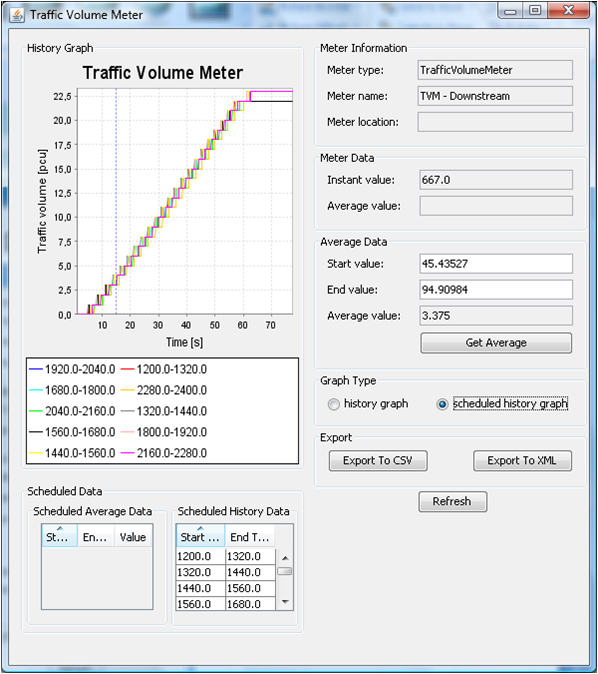 Traffic Volume Meter
History Graph
Traffic Volume Meter
Traffic volume [pcu]
22,5
20,0
17,5
15,0
12,5
10,0
7,5
5,0
2,5
0,0
10 20 30 40 50 60 70
Time [s]
1920.0-2040.0 1200.0-1320.0
1680.0-1800.0 2280.0-2400.0
2040.0-2160.0 1320.0-1440.0
1560.0-1680.0 1800.0-1920.0
1440.0-1560.0 2160.0-2280.0
Scheduled Data
Scheduled Average Data
St... En... Value
Scheduled History Data
Start ... End T...
1200.0 1320.0
1320.0 1440.0
1440.0 1560.0
1560.0 1680.0
Meter Information
Meter type: TrafficVolumeMeter
Meter name: TVM - Downstream
Meter location:
Meter Data
Instant value: 667.0
Average value:
Average Data
Start value: 45.43527
End value: 94.90984
Average value: 3.375
Get Average
Graph Type
history graph scheduled history graph
Export
Export To CSV Export To XML
Refresh